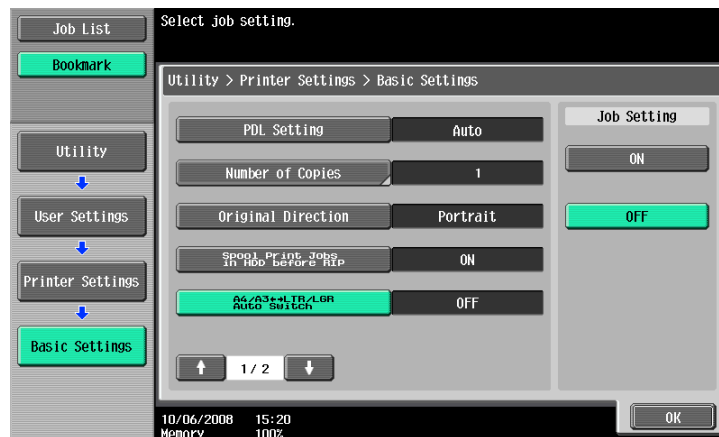 Job List
Bookmark
Utility
User Settings
Printer Settings
Basic Settings
Select job setting.
Utility > Printer Settings > Basic Settings
PDL Setting
Auto
Number of Copies
1
Original Direction
Portrait
Spool Print Jobs
in HDD before RIP
ON
A4/A3↔LTR/LGR
Auto Switch
OFF
1/ 2
Job Setting
ON
OFF
10/06/2008 15:20
Memory 100%
OK